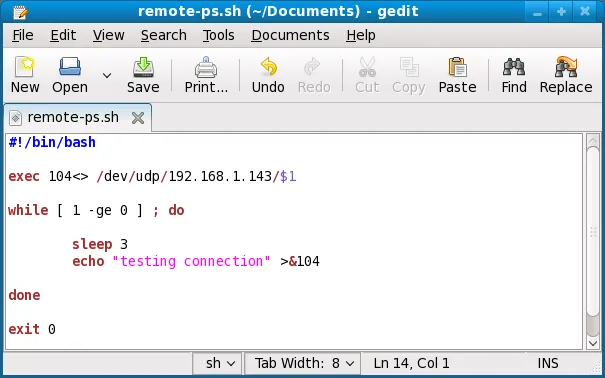 remote-ps.sh (~/Documents) - gedit
File Edit View Search Tools Documents Help
New Open Save Print... Undo Redo Cut Copy Paste Find Replace
remote-ps.sh
#!/bin/bash
exec 104<> /dev/udp/192.168.1.143/$1
while [ 1 -ge 0 ] ; do
sleep 3
echo "testing connection" >&104
done
exit 0
sh Tab Width: 8 Ln 14, Col 1 INS